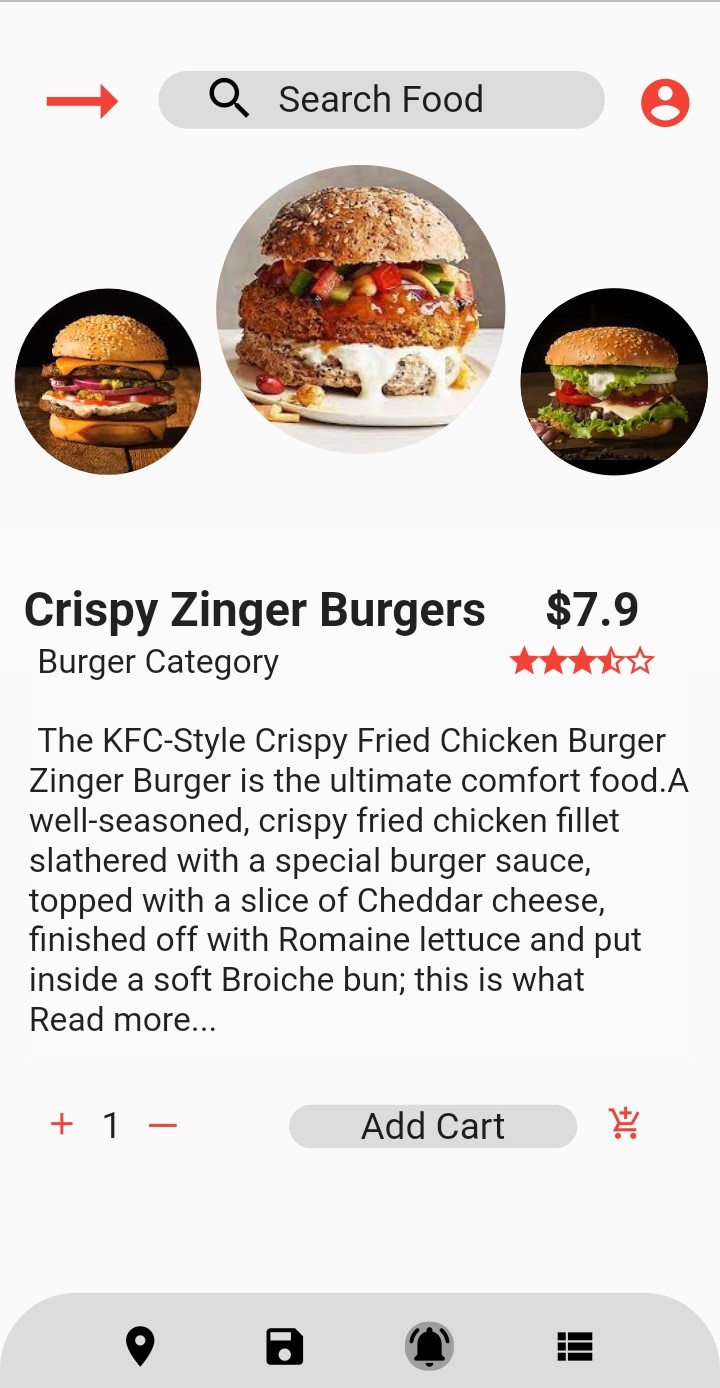 Search Food
Crispy Zinger Burgers $7.9
Burger Category
The KFC-Style Crispy Fried Chicken Burger
Zinger Burger is the ultimate comfort food.A
well-seasoned, crispy fried chicken fillet
slathered with a special burger sauce,
topped with a slice of Cheddar cheese,
finished off with Romaine lettuce and put
inside a soft Broiche bun; this is what
Read more...
+ 1 — Add Cart